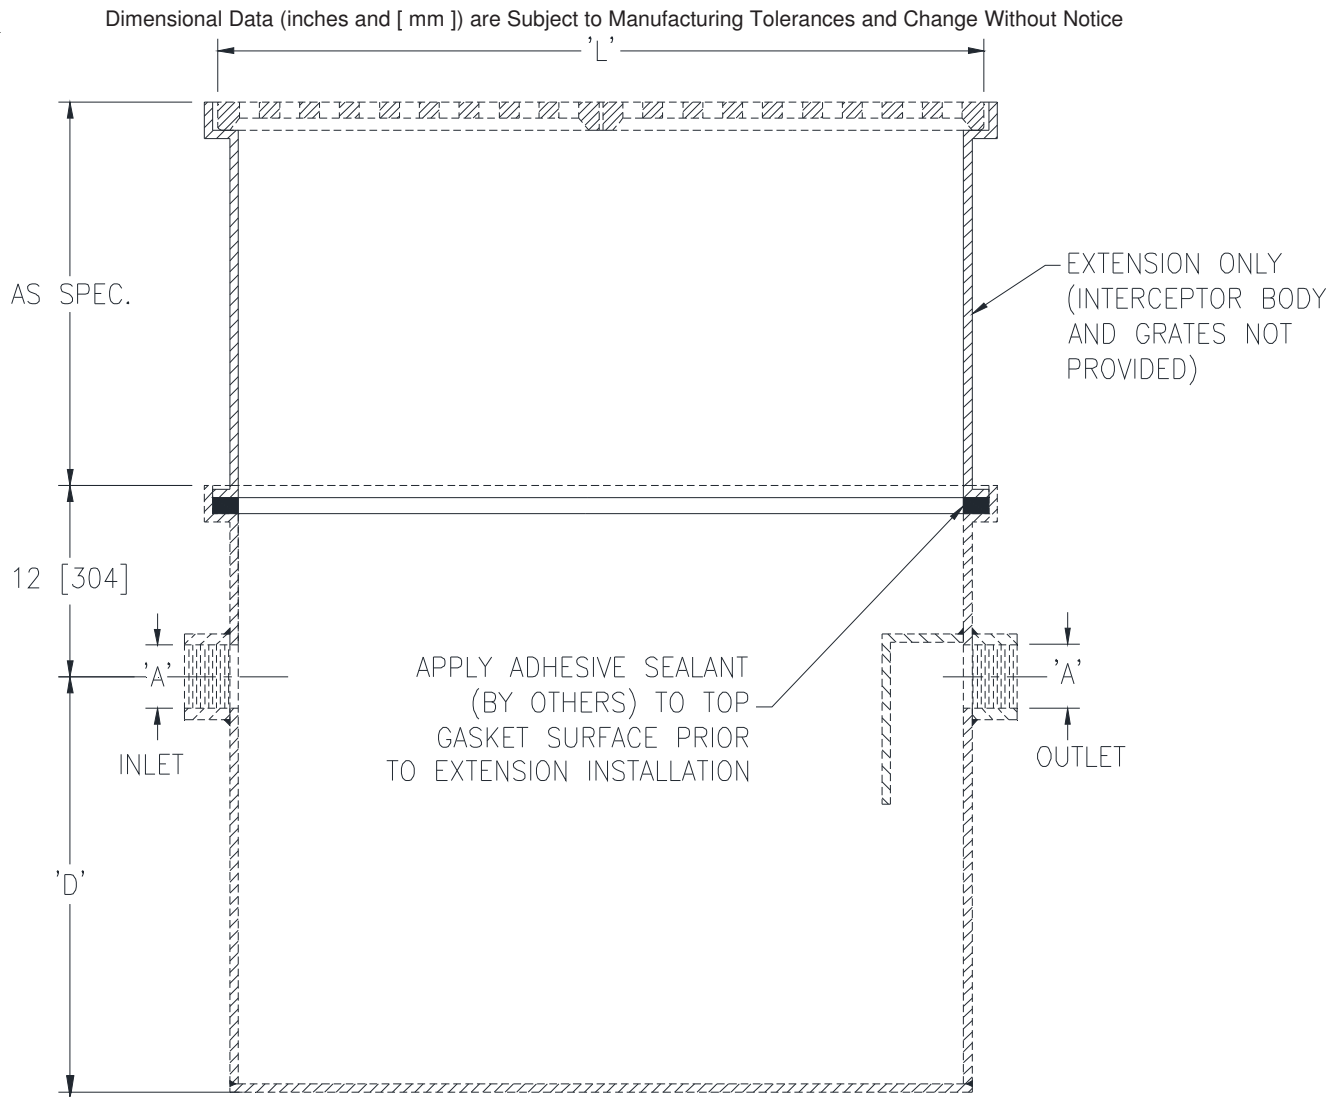 Dimensional Data (inches and [ mm ]) are Subject to Manufacturing Tolerances and Change Without Notice
'L'
AS SPEC.
EXTENSION ONLY
(INTERCEPTOR BODY
AND GRATES NOT
PROVIDED)
12 [304]
'A'
INLET
APPLY ADHESIVE SEALANT
(BY OTHERS) TO TOP
GASKET SURFACE PRIOR
TO EXTENSION INSTALLATION
'A'
OUTLET
'D'